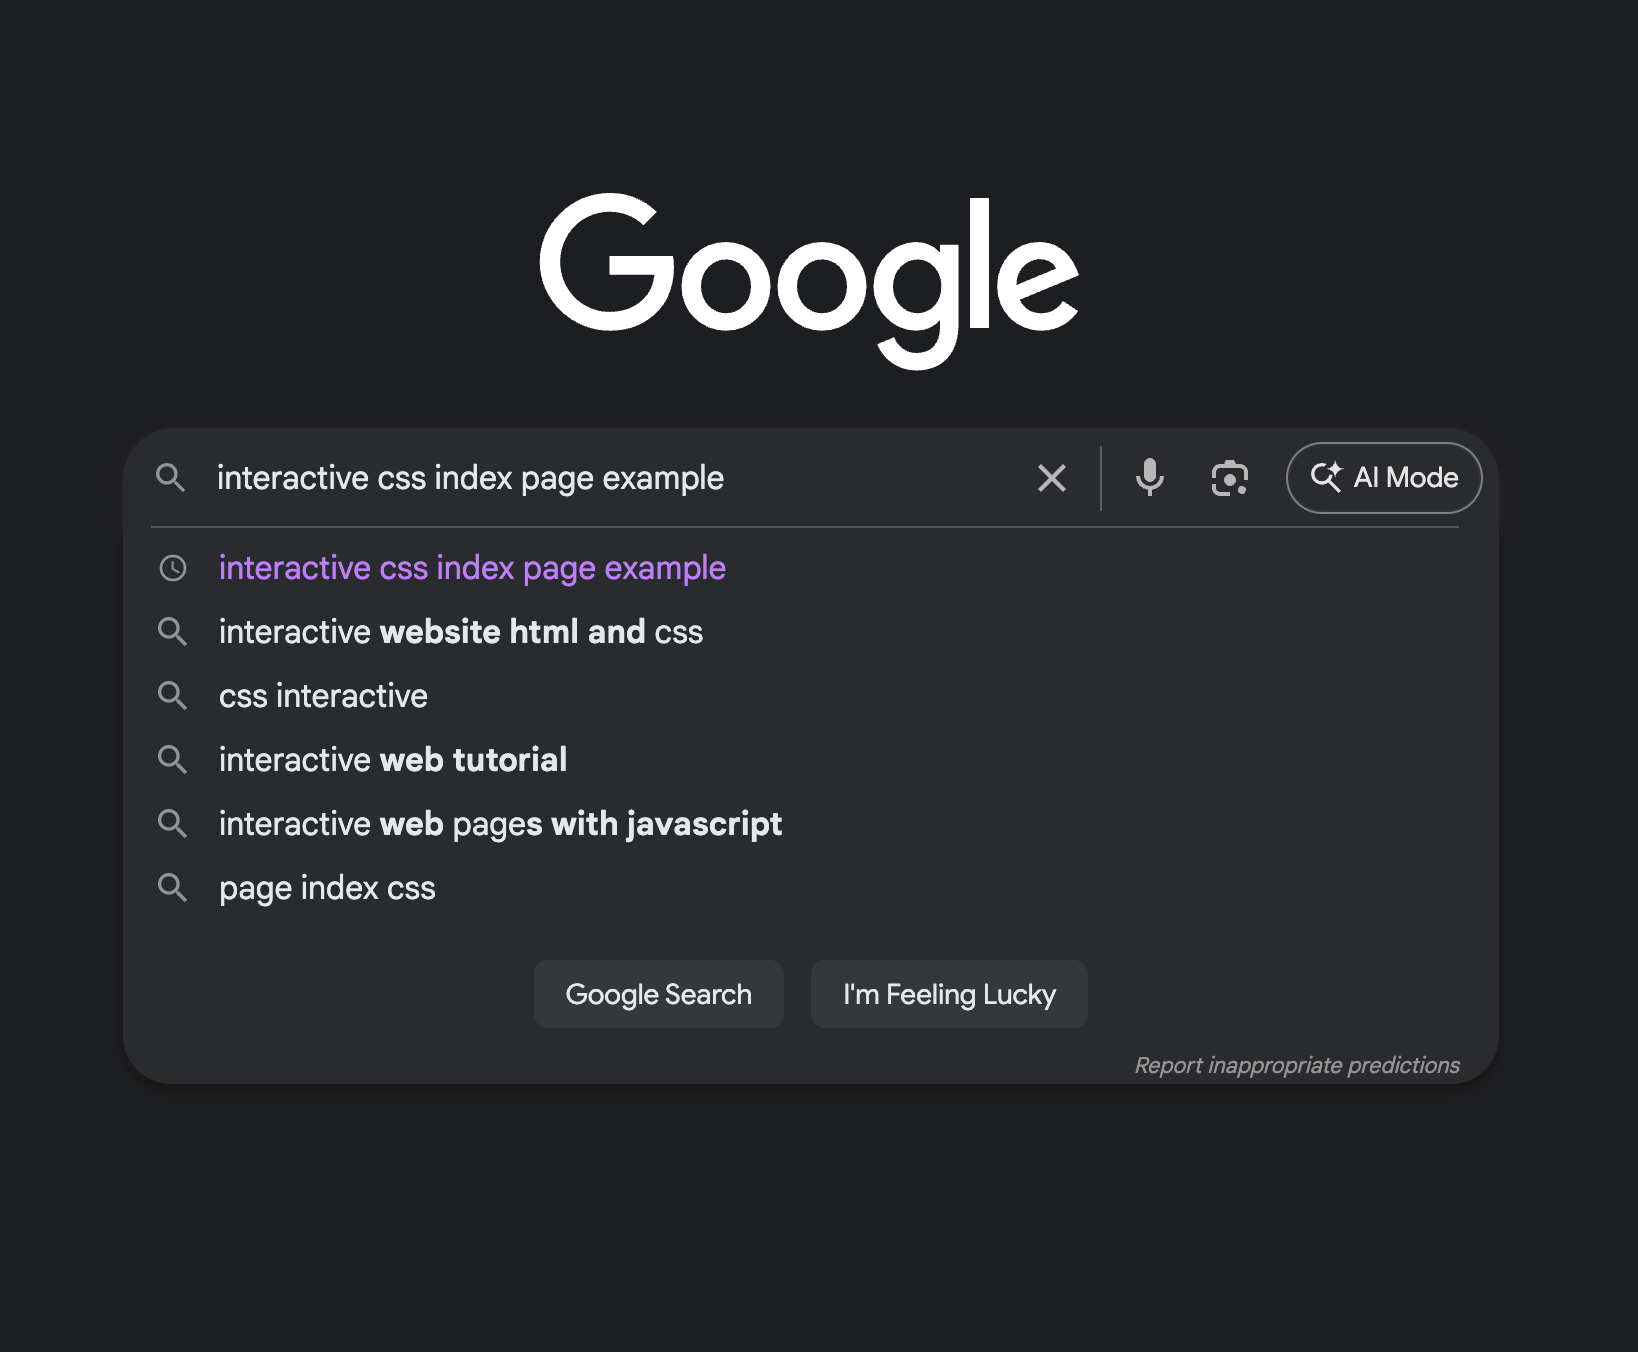 Google
interactive css index page example
AI Mode
interactive css index page example
interactive website html and css
css interactive
interactive web tutorial
interactive web pages with javascript
page index css
Google Search
I'm Feeling Lucky
Report inappropriate predictions